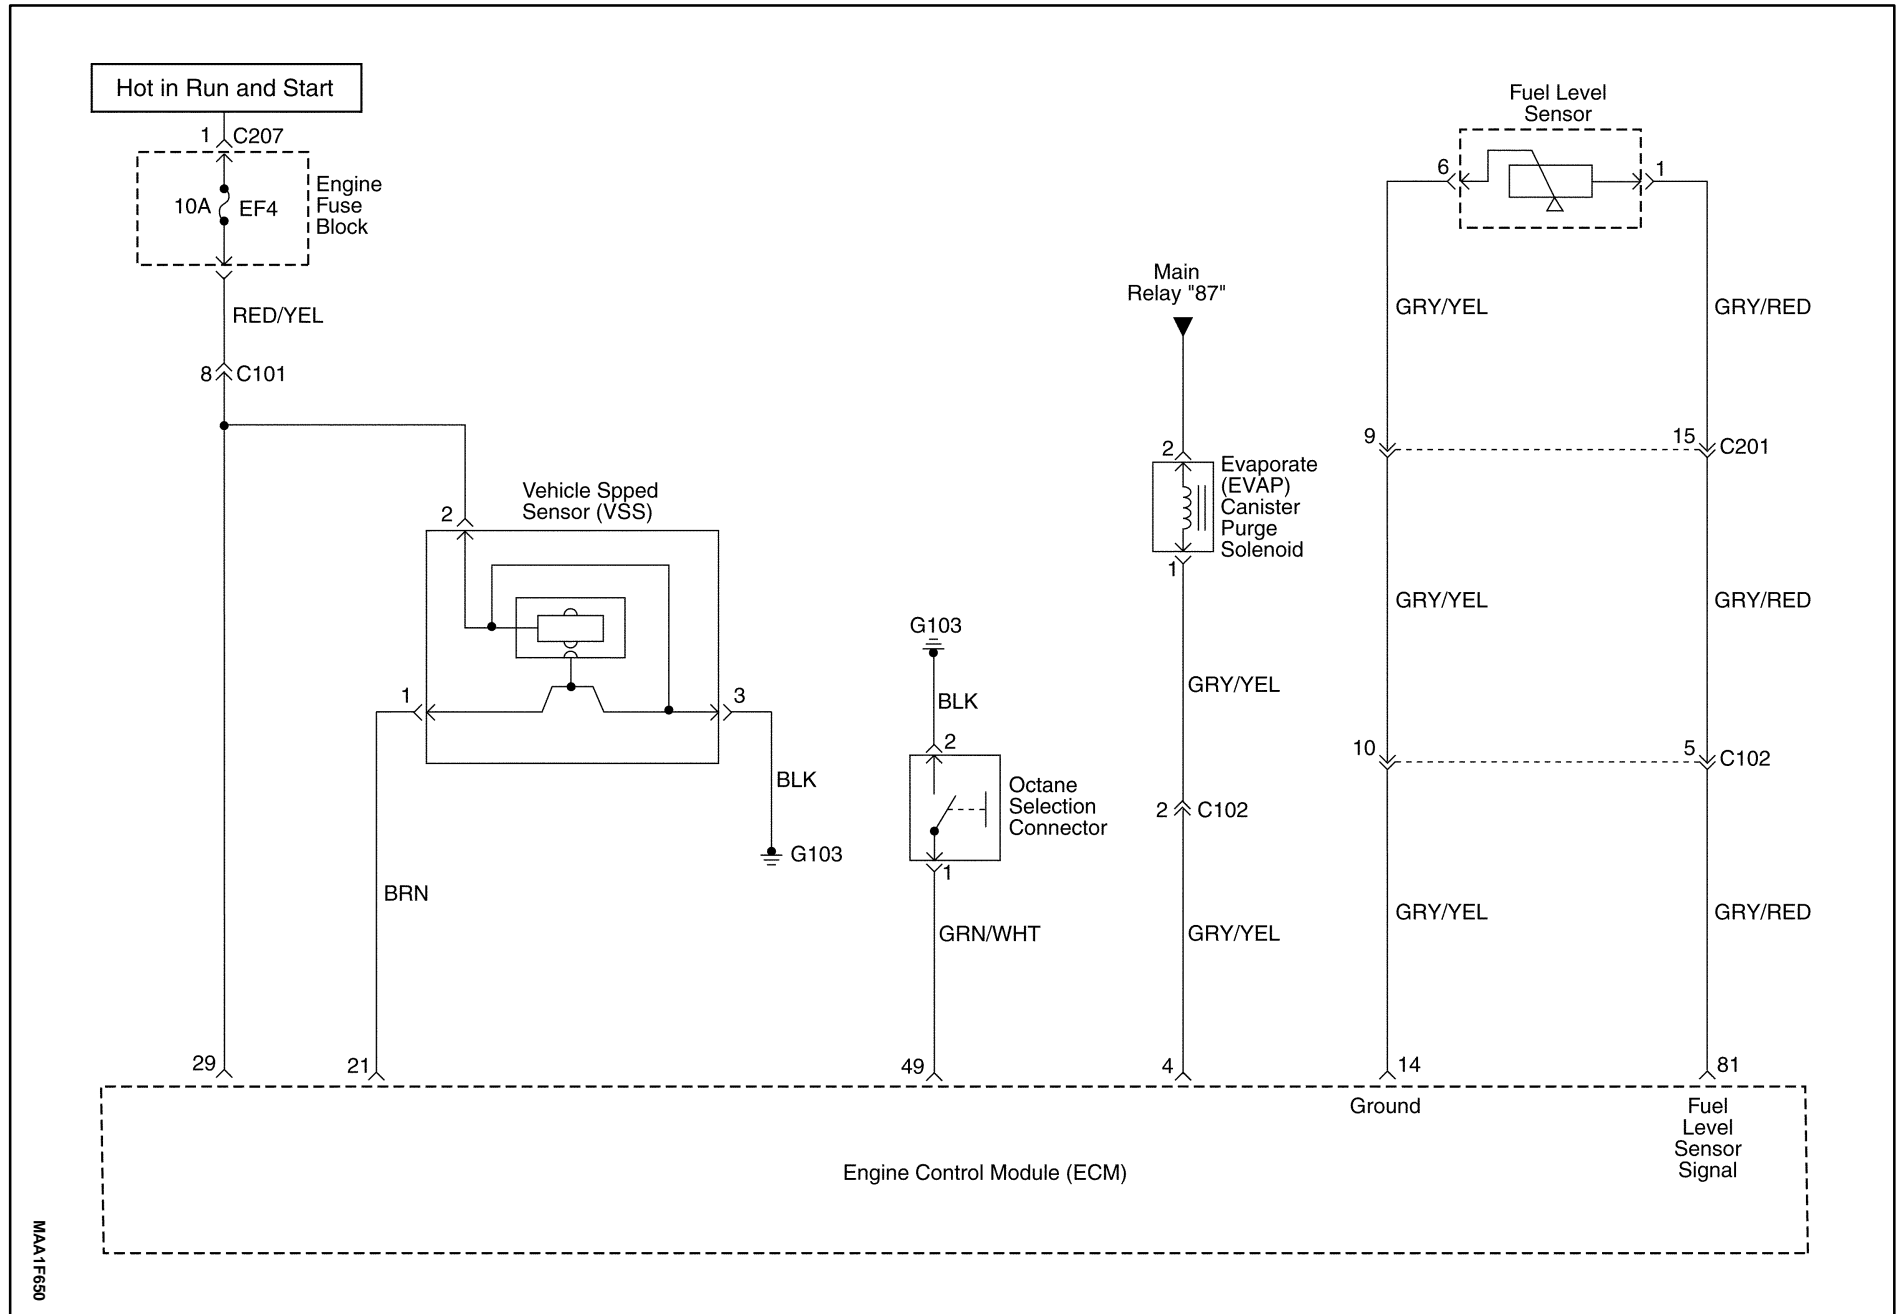 Hot in Run and Start
1 C207
10A EF4
Engine
Fuse
Block
RED/YEL
8 C101
Vehicle Spped
Sensor (VSS)
2
1
3
BLK
G103
BRN
G103
BLK
2
Octane
Selection
Connector
1
GRN/WHT
Main
Relay "87"
2
Evaporate
(EVAP)
Canister
Purge
Solenoid
1
GRY/YEL
2 C102
GRY/YEL
Fuel Level
Sensor
6
1
GRY/YEL
GRY/RED
9
15 C201
GRY/YEL
GRY/RED
10
5 C102
GRY/YEL
GRY/RED
29
21
49
4
14
81
Ground
Fuel
Level
Sensor
Signal
Engine Control Module (ECM)
MAA1F650